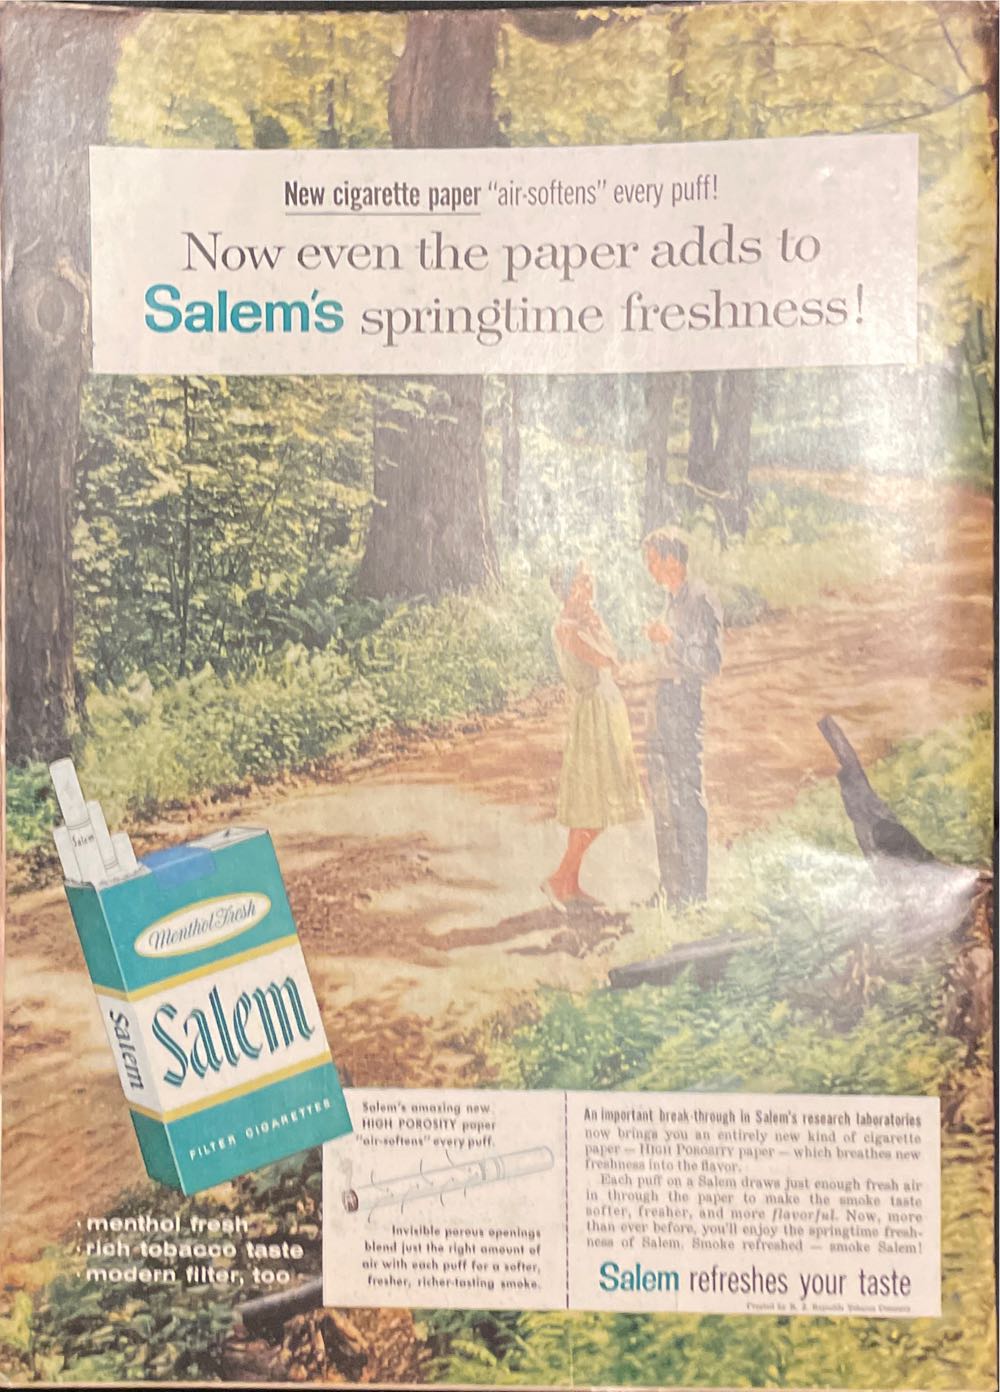 New cigarette paper "air-softens" every puff!
Now even the paper adds to
Salem's springtime freshness!
Salem
Menthol Fresh
Salem
Salem
FILTER CIGARETTES
menthol fresh
rich tobacco taste
modern filter, too
Salem's amazing new
HIGH POROSITY paper
"air-softens" every puff.
Invisible porous openings
blend just the right amount of
air with each puff for a softer,
fresher, richer-tasting smoke.
An important break-through in Salem's research laboratories
now brings you an entirely new kind of cigarette
paper — HIGH POROSITY paper — which breathes new
freshness into the flavor.
Each puff on a Salem draws just enough fresh air
in through the paper to make the smoke taste
softer, fresher, and more flavorful. Now, more
than ever before, you'll enjoy the springtime fresh-
ness of Salem. Smoke refreshed — smoke Salem!
Salem refreshes your taste
Created by R. J. Reynolds Tobacco Company